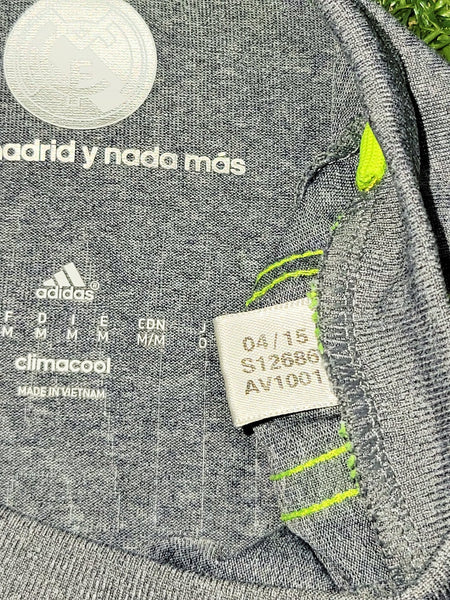 madrid y nada más
adidas®
F D I E CDN J
M M M M M/M O
climacool
MADE IN VIETNAM
04/15
S12686
AV1001